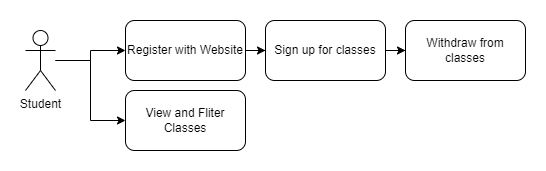 Register with Website
Sign up for classes
Withdraw from
classes
Student
View and Fliter
Classes